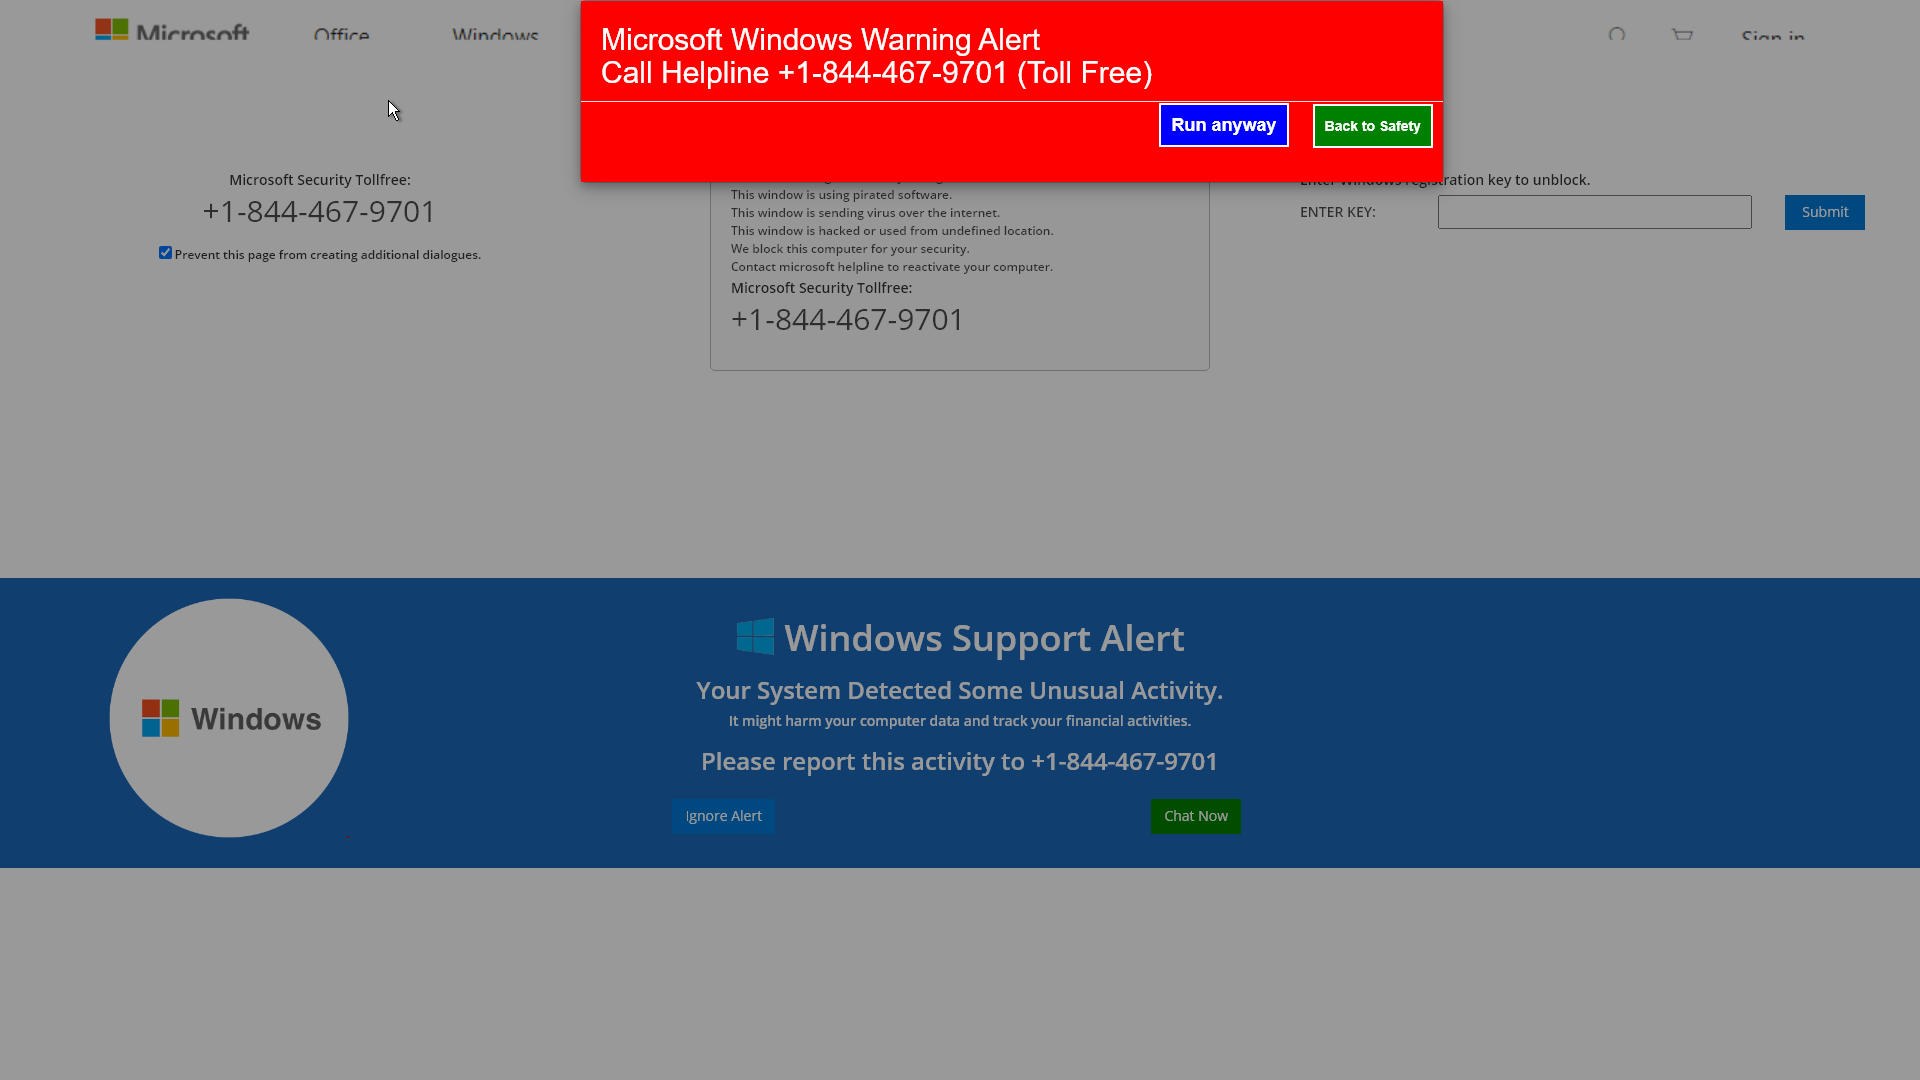 Microsoft Office Windows Sign in
Microsoft Windows Warning Alert
Call Helpline +1-844-467-9701 (Toll Free)
Run anyway
Back to Safety
Microsoft Security Tollfree:
+1-844-467-9701
Prevent this page from creating additional dialogues.
This window is using pirated software.
This window is sending virus over the internet.
This window is hacked or used from undefined location.
We block this computer for your security.
Contact microsoft helpline to reactivate your computer.
Microsoft Security Tollfree:
+1-844-467-9701
Enter Windows registration key to unblock.
ENTER KEY:
Submit
Windows
Windows Support Alert
Your System Detected Some Unusual Activity.
It might harm your computer data and track your financial activities.
Please report this activity to +1-844-467-9701
Ignore Alert
Chat Now